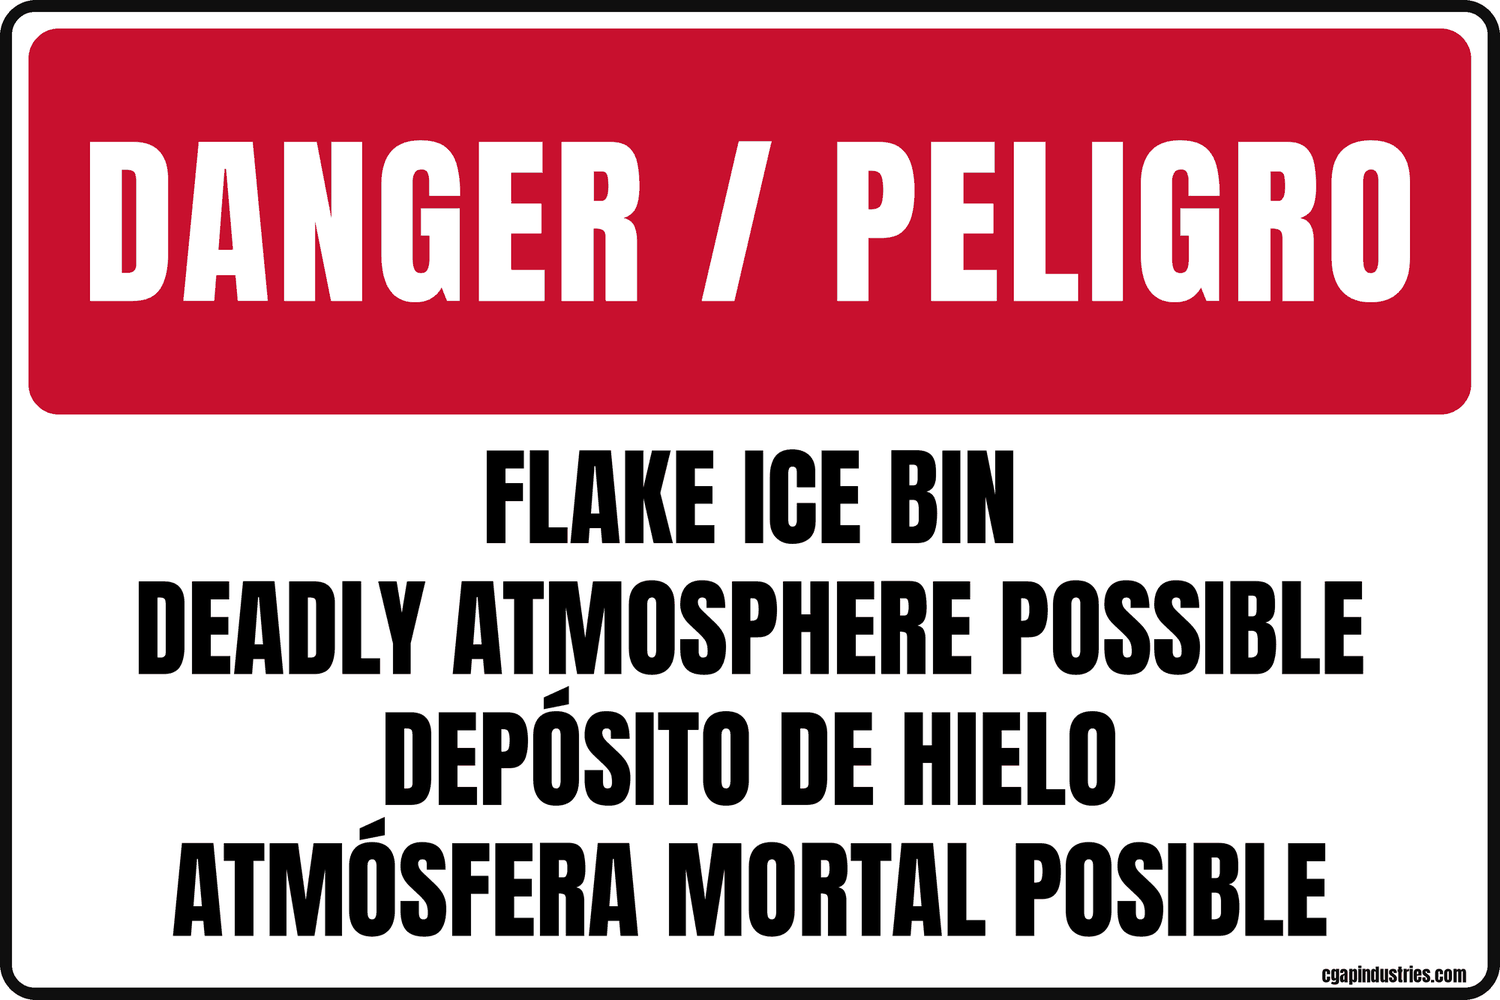 DANGER / PELIGRO
FLAKE ICE BIN
DEADLY ATMOSPHERE POSSIBLE
DEPÓSITO DE HIELO
ATMÓSFERA MORTAL POSIBLE
cgapindustries.com